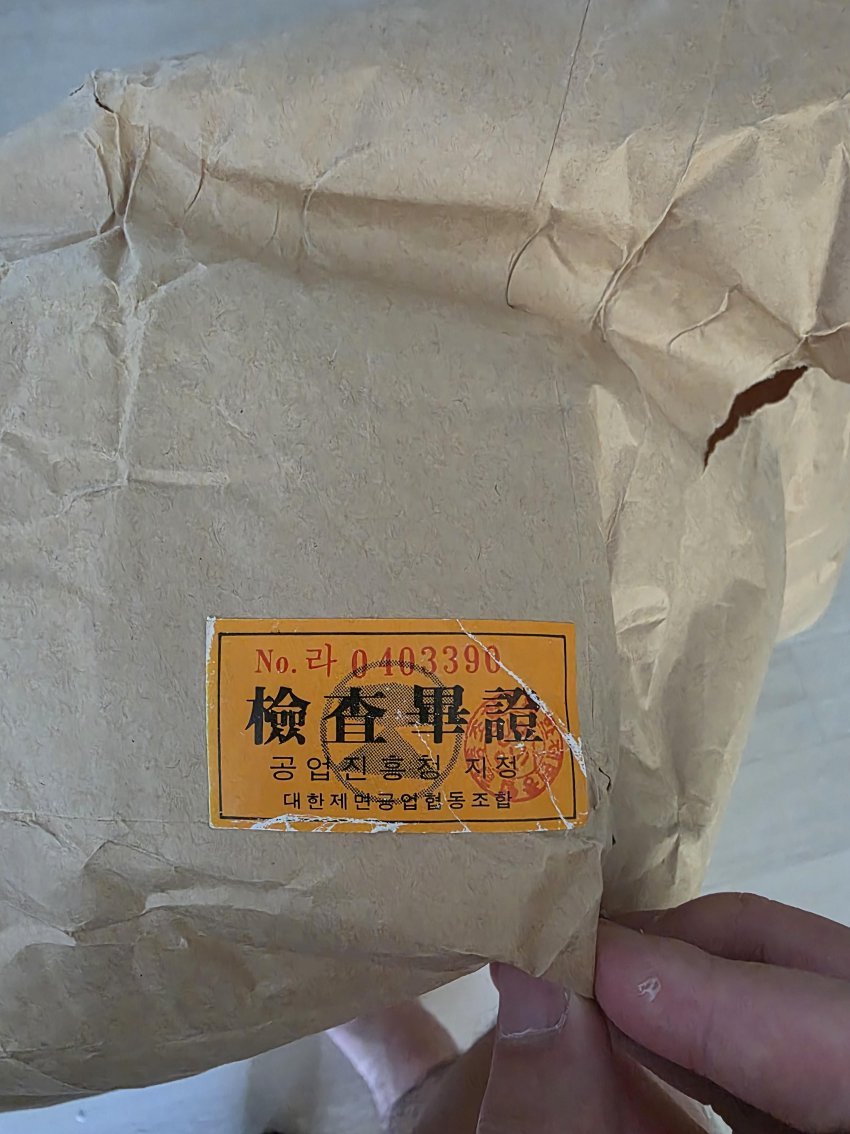 No. 라 0403390
檢査畢證
공업진흥청 지정
대한제면공업협동조합